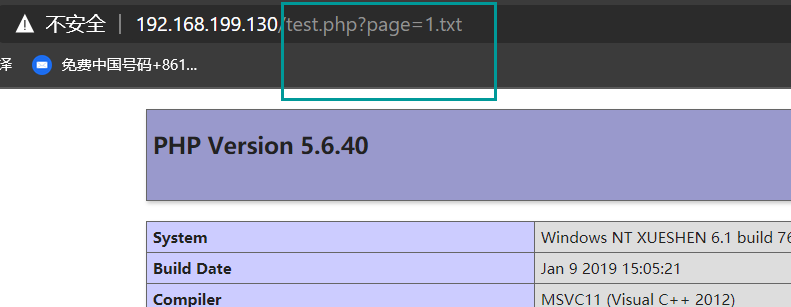 不安全 | 192.168.199.130/test.php?page=1.txt
译 免费中国号码+861...
PHP Version 5.6.40
System Windows NT XUESHEN 6.1 build 76
Build Date Jan 9 2019 15:05:21
Compiler MSVC11 (Visual C++ 2012)